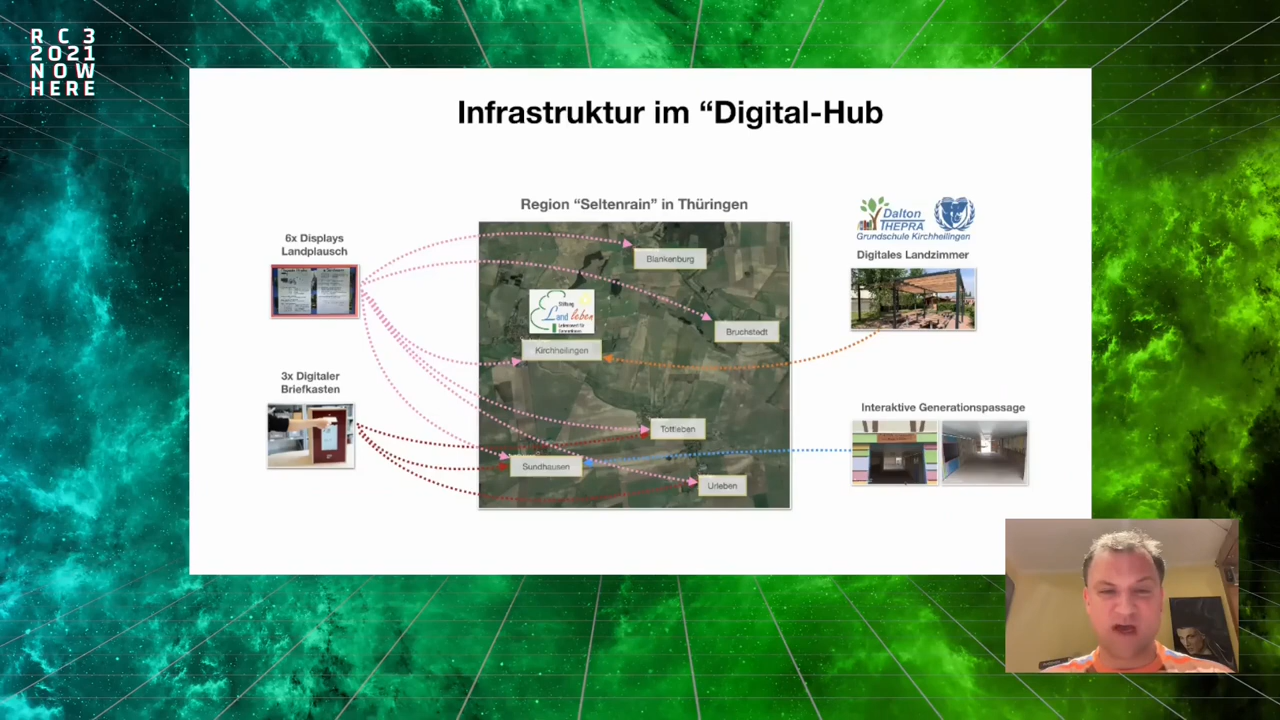 RC3
2021
NOW
HERE
Infrastruktur im “Digital-Hub
Region “Seltenrain” in Thüringen
6x Displays
Landplausch
3x Digitaler
Briefkasten
Blankenburg
Bruchstedt
Stiftung
Land leben
Kirchheilingen
Tottleben
Sundhausen
Urleben
Dalton
THEPRA
Grundschule Kirchheilingen
Digitales Landzimmer
Interaktive Generationspassage